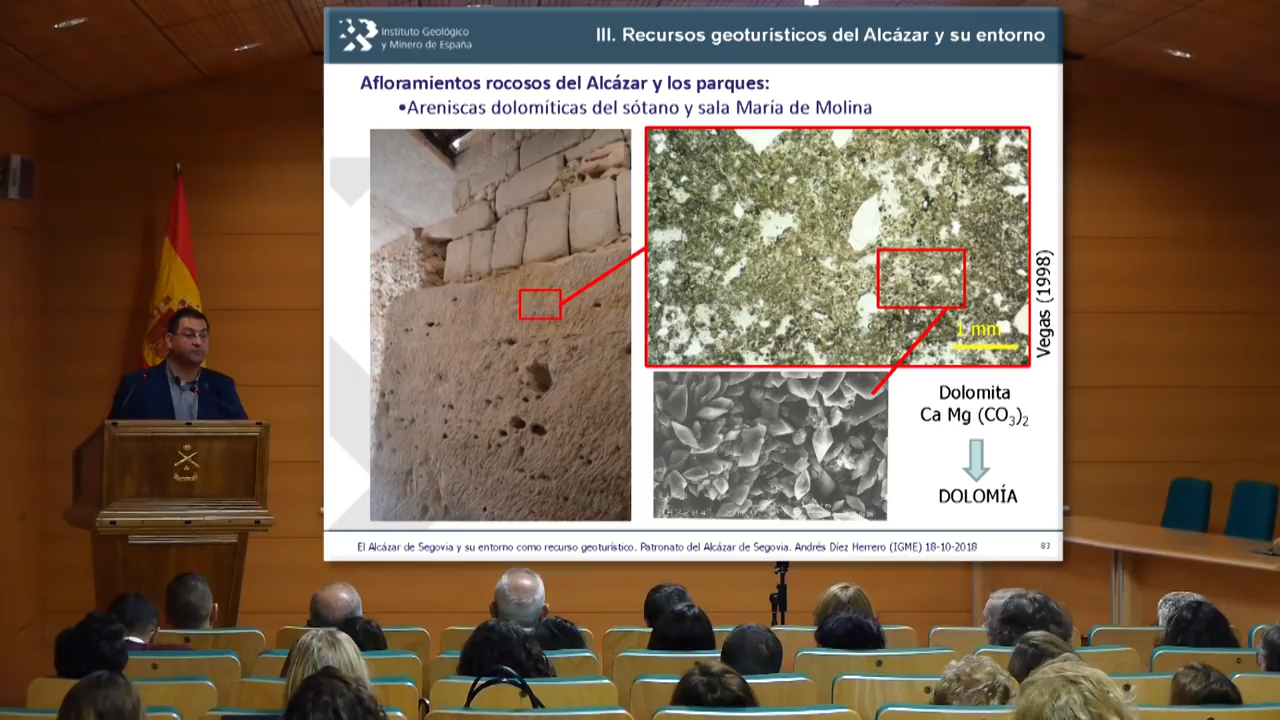 Instituto Geológico
y Minero de España
III. Recursos geoturísticos del Alcázar y su entorno
Afloramientos rocosos del Alcázar y los parques:
•Areniscas dolomíticas del sótano y sala María de Molina
1 mm
Vegas (1998)
Dolomita
Ca Mg (CO3)2
DOLOMÍA
El Alcázar de Segovia y su entorno como recurso geoturístico. Patronato del Alcázar de Segovia. Andrés Díez Herrero (IGME) 18-10-2018
83